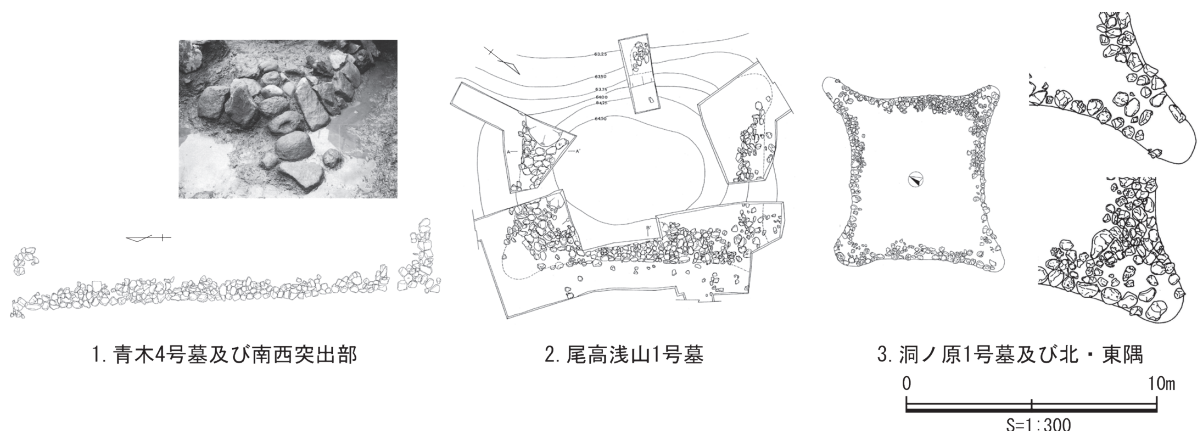 1. 青木4号墓及び南西突出部
2. 尾高浅山1号墓
3. 洞ノ原1号墓及び北・東隅
0 10m
S=1:300